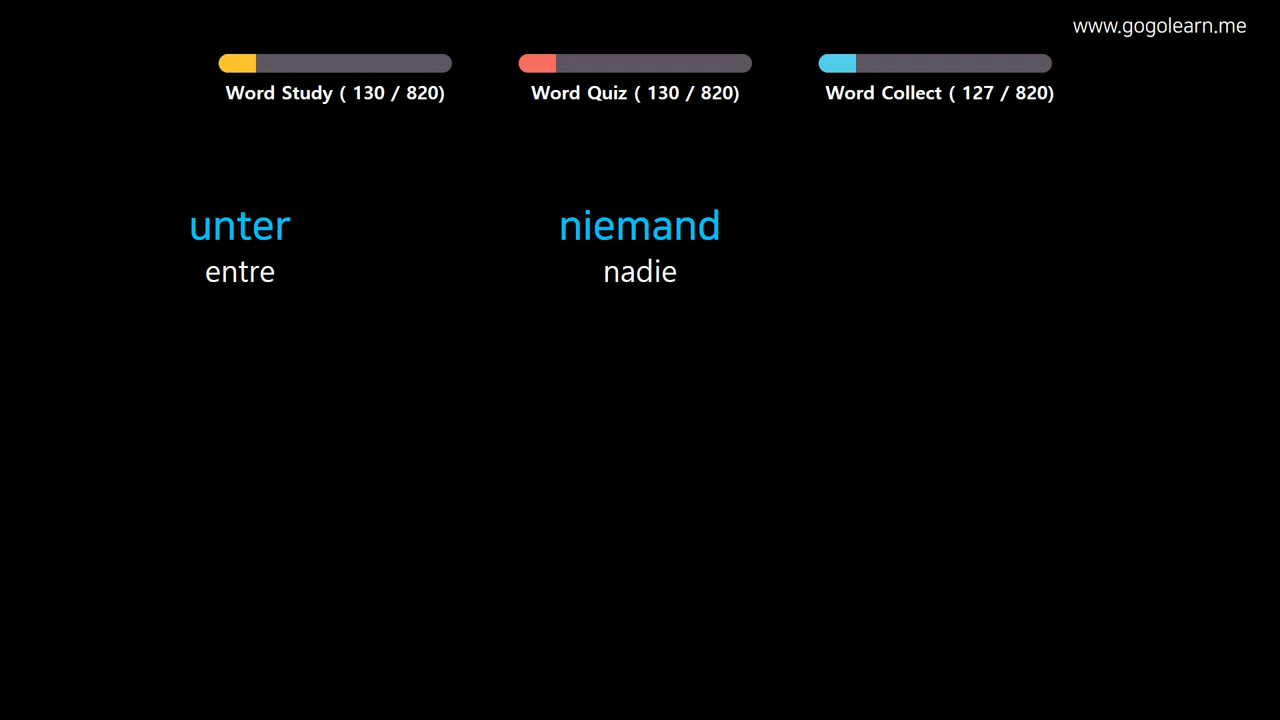 www.gogolearn.me
Word Study ( 130 / 820)
Word Quiz ( 130 / 820)
Word Collect ( 127 / 820)
unter
entre
niemand
nadie